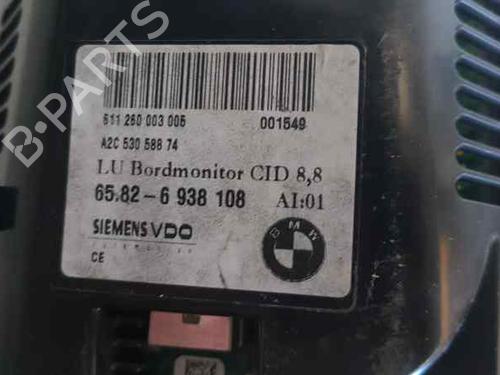 611 260 003 005 001549
A2C 530 588 74
LU Bordmonitor CID 8,8
65.82-6 938 108 AI:01
SIEMENS VDO
CE
BMW
B-PARTS